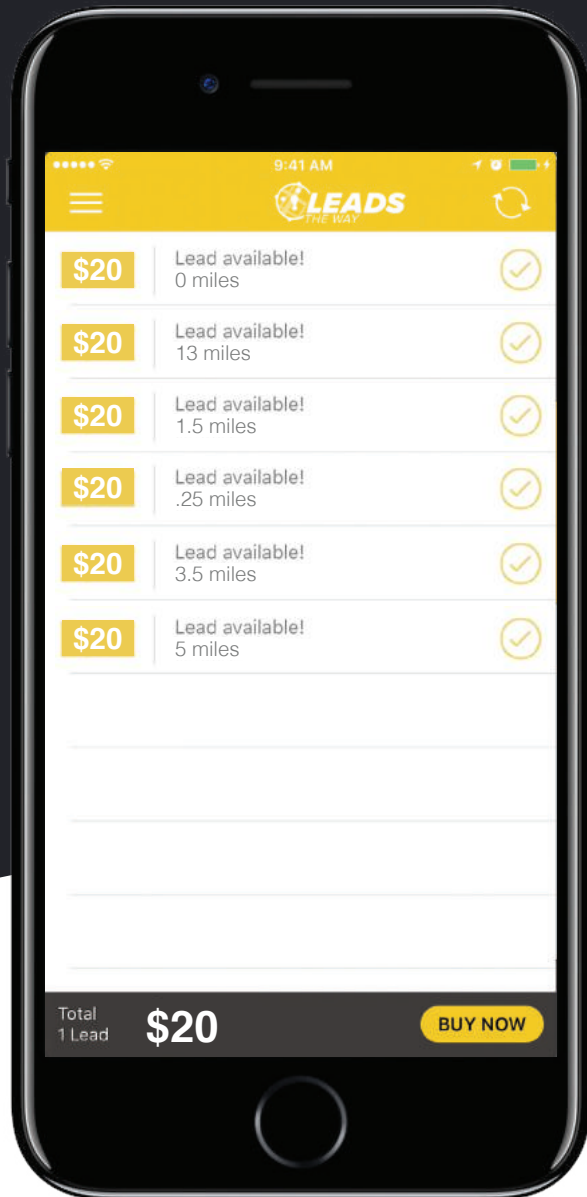 9:41 AM
LEADS
THE WAY
$20
Lead available!
0 miles
$20
Lead available!
13 miles
$20
Lead available!
1.5 miles
$20
Lead available!
.25 miles
$20
Lead available!
3.5 miles
$20
Lead available!
5 miles
Total
1 Lead
$20
BUY NOW